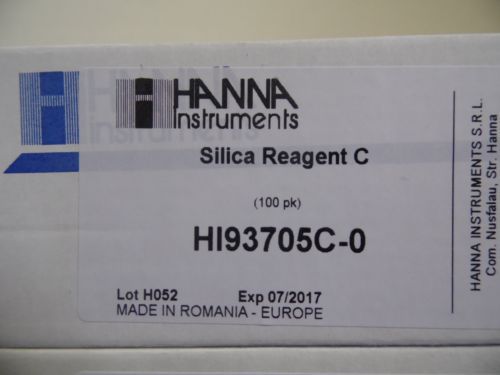 HANNA
instruments
Silica Reagent C
(100 pk)
HI93705C-0
Lot H052 Exp 07/2017
MADE IN ROMANIA - EUROPE
HANNA INSTRUMENTS S.R.L.
Com. Nusfalau, Str. Hanna